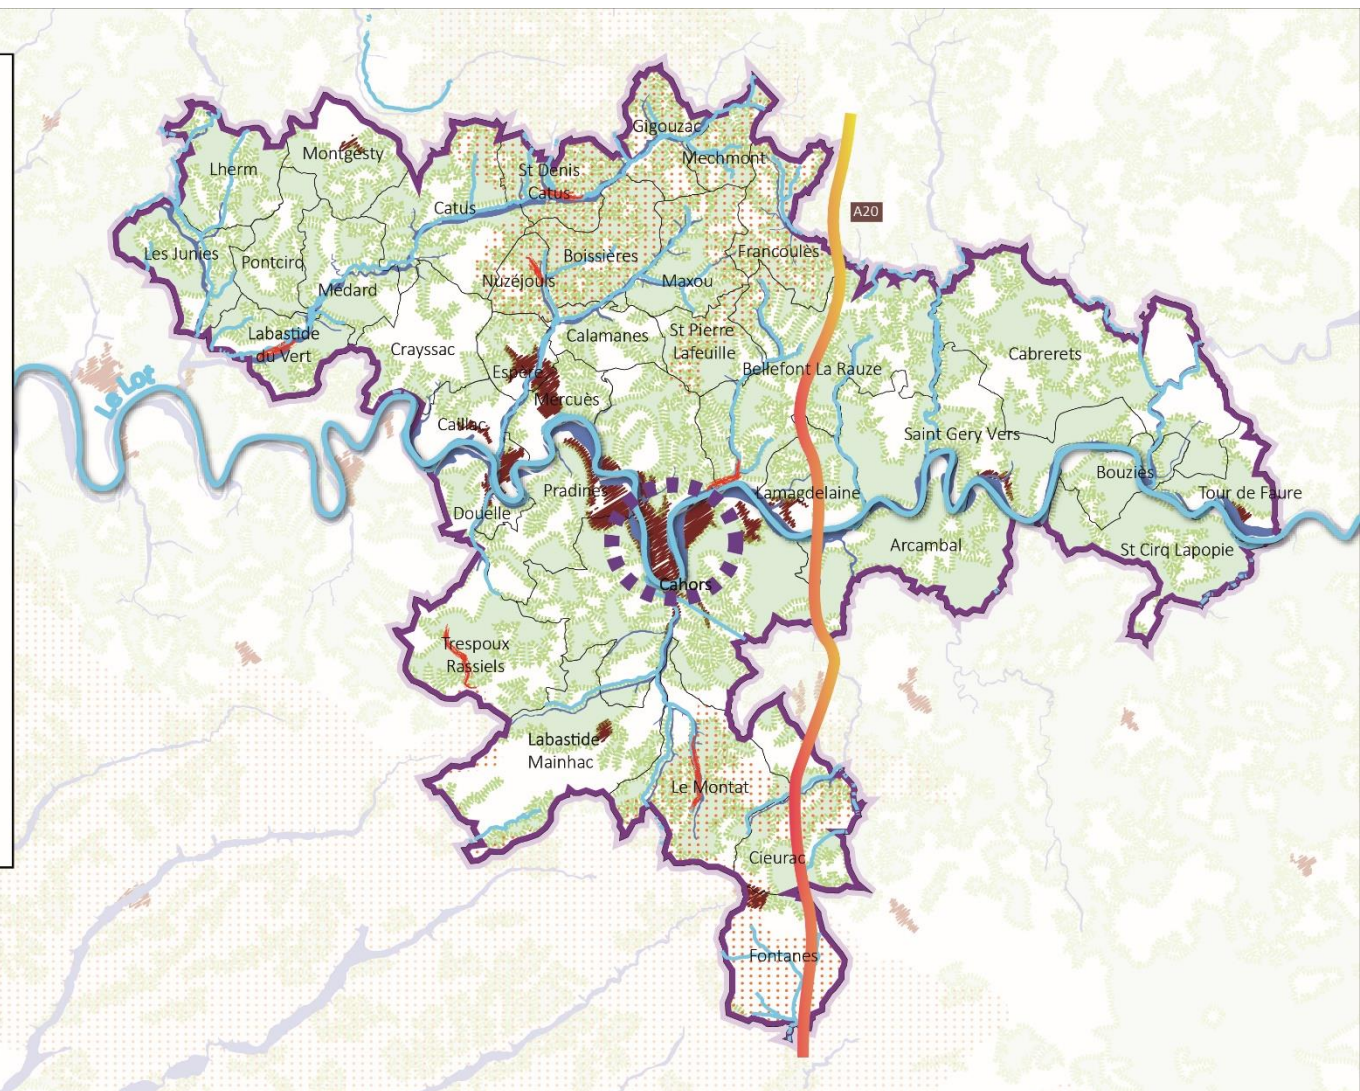 Gigouzac
Montgesty
Mechmont
Lherm
St Denis
Catus
Catus
A20
Les Junies
Pontcirq
Boissières
Francoulès
Nuzéjouls
Maxou
Médard
Labastide
du Vert
Crayssac
Calamanes
St Pierre
Lafeuille
Cabrerets
Espère
Bellefont La Rauze
Le Lot
Mercuès
Caillac
Saint Gery Vers
Bouziès
Pradines
Lamagdelaine
Tour de Faure
Douelle
Arcambal
St Cirq Lapopie
Cahors
Trespoux
Rassiels
Labastide
Mainhac
Le Montat
Cieurac
Fontanes